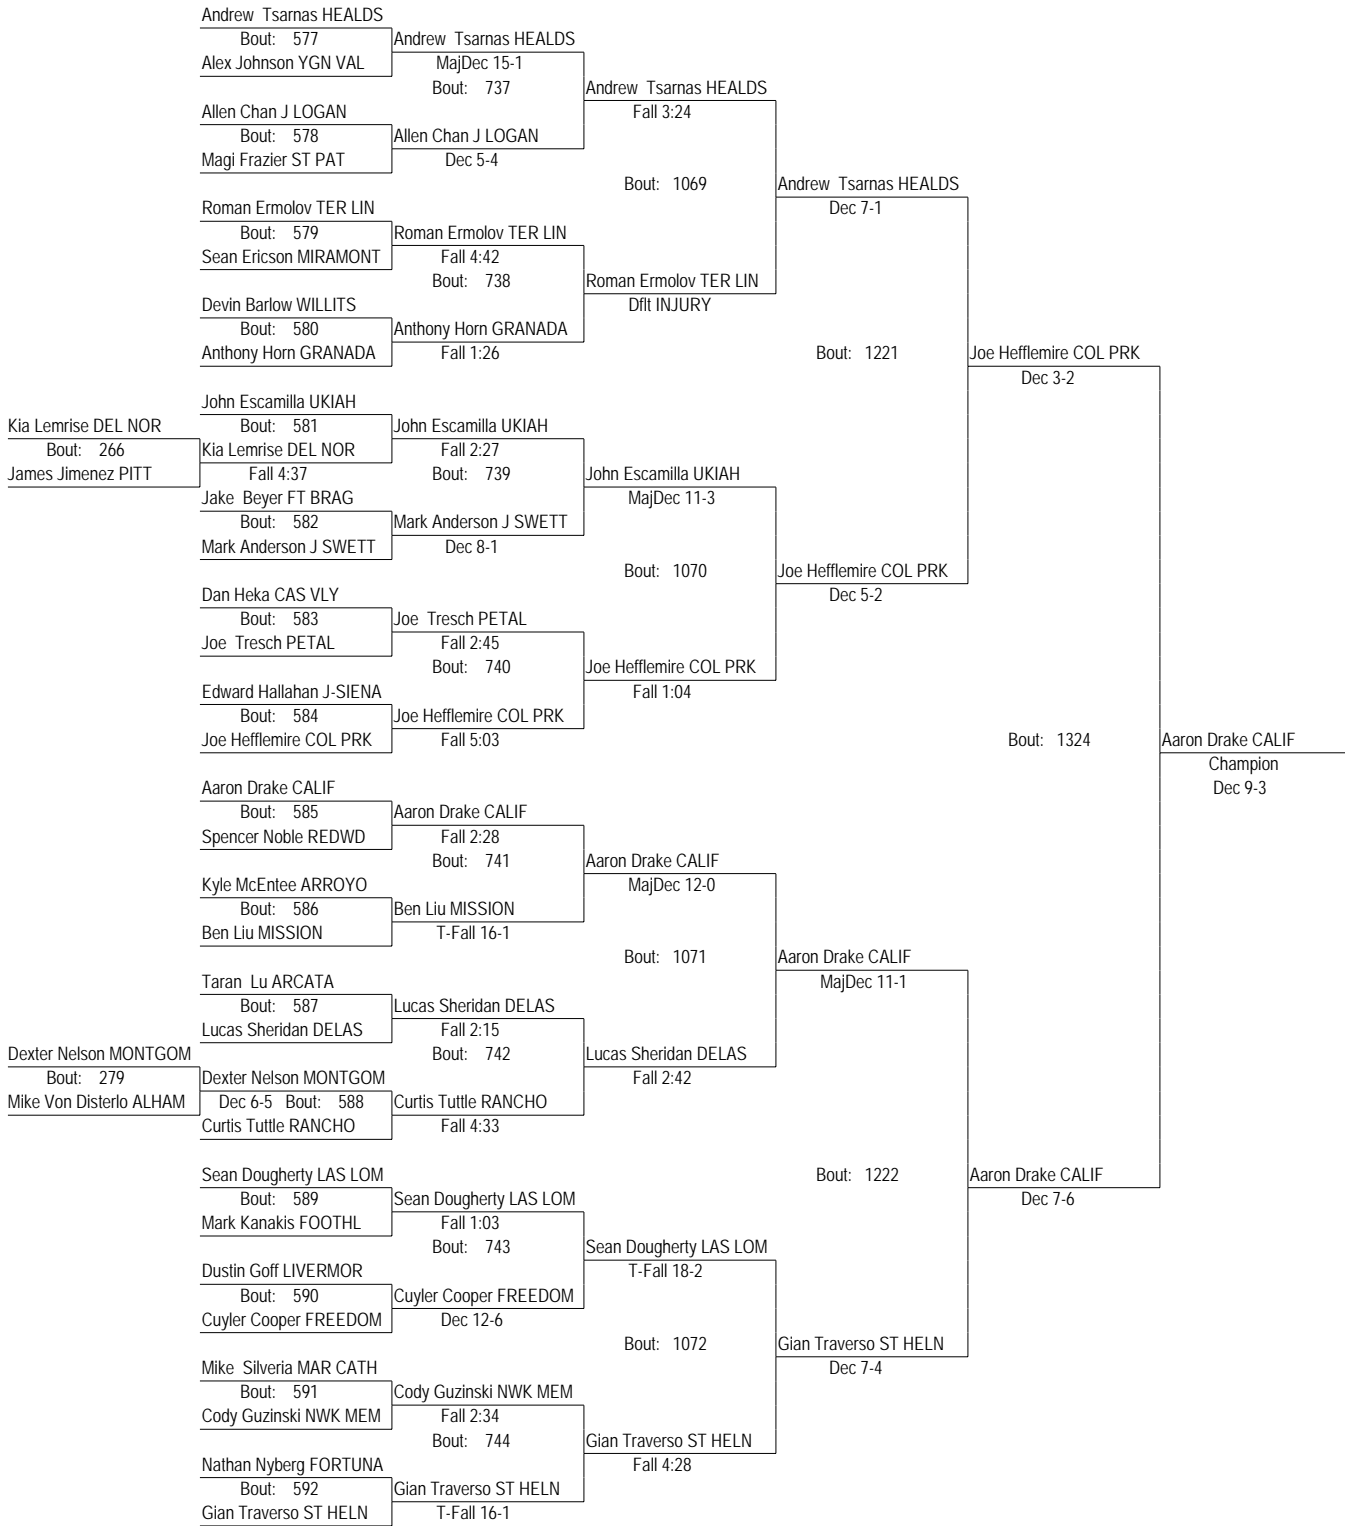 Andrew  Tsarnas HEALDS
Bout: 577 Andrew  Tsarnas HEALDS
Alex Johnson YGN VAL MajDec 15-1
Bout: 737 Andrew  Tsarnas HEALDS
Allen Chan J LOGAN Fall 3:24
Bout: 578 Allen Chan J LOGAN
Magi Frazier ST PAT Dec 5-4
Bout: 1069 Andrew  Tsarnas HEALDS
Roman Ermolov TER LIN Dec 7-1
Bout: 579 Roman Ermolov TER LIN
Sean Ericson MIRAMONT Fall 4:42
Bout: 738 Roman Ermolov TER LIN
Devin Barlow WILLITS Dflt INJURY
Bout: 580 Anthony Horn GRANADA
Anthony Horn GRANADA Fall 1:26 Bout: 1221 Joe Hefflemire COL PRK
Dec 3-2
John Escamilla UKIAH
Kia Lemrise DEL NOR Bout: 581 John Escamilla UKIAH
Bout: 266 Kia Lemrise DEL NOR Fall 2:27
James Jimenez PITT Fall 4:37 Bout: 739 John Escamilla UKIAH
Jake  Beyer FT BRAG MajDec 11-3
Bout: 582 Mark Anderson J SWETT
Mark Anderson J SWETT Dec 8-1
Bout: 1070 Joe Hefflemire COL PRK
Dan Heka CAS VLY Dec 5-2
Bout: 583 Joe  Tresch PETAL
Joe  Tresch PETAL Fall 2:45
Bout: 740 Joe Hefflemire COL PRK
Edward Hallahan J-SIENA Fall 1:04
Bout: 584 Joe Hefflemire COL PRK
Joe Hefflemire COL PRK Fall 5:03 Bout: 1324 Aaron Drake CALIF
Champion
Aaron Drake CALIF Dec 9-3
Bout: 585 Aaron Drake CALIF
Spencer Noble REDWD Fall 2:28
Bout: 741 Aaron Drake CALIF
Kyle McEntee ARROYO MajDec 12-0
Bout: 586 Ben Liu MISSION
Ben Liu MISSION T-Fall 16-1
Bout: 1071 Aaron Drake CALIF
Taran  Lu ARCATA MajDec 11-1
Bout: 587 Lucas Sheridan DELAS
Lucas Sheridan DELAS Fall 2:15
Dexter Nelson MONTGOM Bout: 742 Lucas Sheridan DELAS
Bout: 279 Dexter Nelson MONTGOM Fall 2:42
Mike Von Disterlo ALHAM Dec 6-5 Bout: 588 Curtis Tuttle RANCHO
Curtis Tuttle RANCHO Fall 4:33
Sean Dougherty LAS LOM Bout: 1222 Aaron Drake CALIF
Bout: 589 Sean Dougherty LAS LOM Dec 7-6
Mark Kanakis FOOTHL Fall 1:03
Bout: 743 Sean Dougherty LAS LOM
Dustin Goff LIVERMOR T-Fall 18-2
Bout: 590 Cuyler Cooper FREEDOM
Cuyler Cooper FREEDOM Dec 12-6
Bout: 1072 Gian Traverso ST HELN
Mike  Silveria MAR CATH Dec 7-4
Bout: 591 Cody Guzinski NWK MEM
Cody Guzinski NWK MEM Fall 2:34
Bout: 744 Gian Traverso ST HELN
Nathan Nyberg FORTUNA Fall 4:28
Bout: 592 Gian Traverso ST HELN
Gian Traverso ST HELN T-Fall 16-1